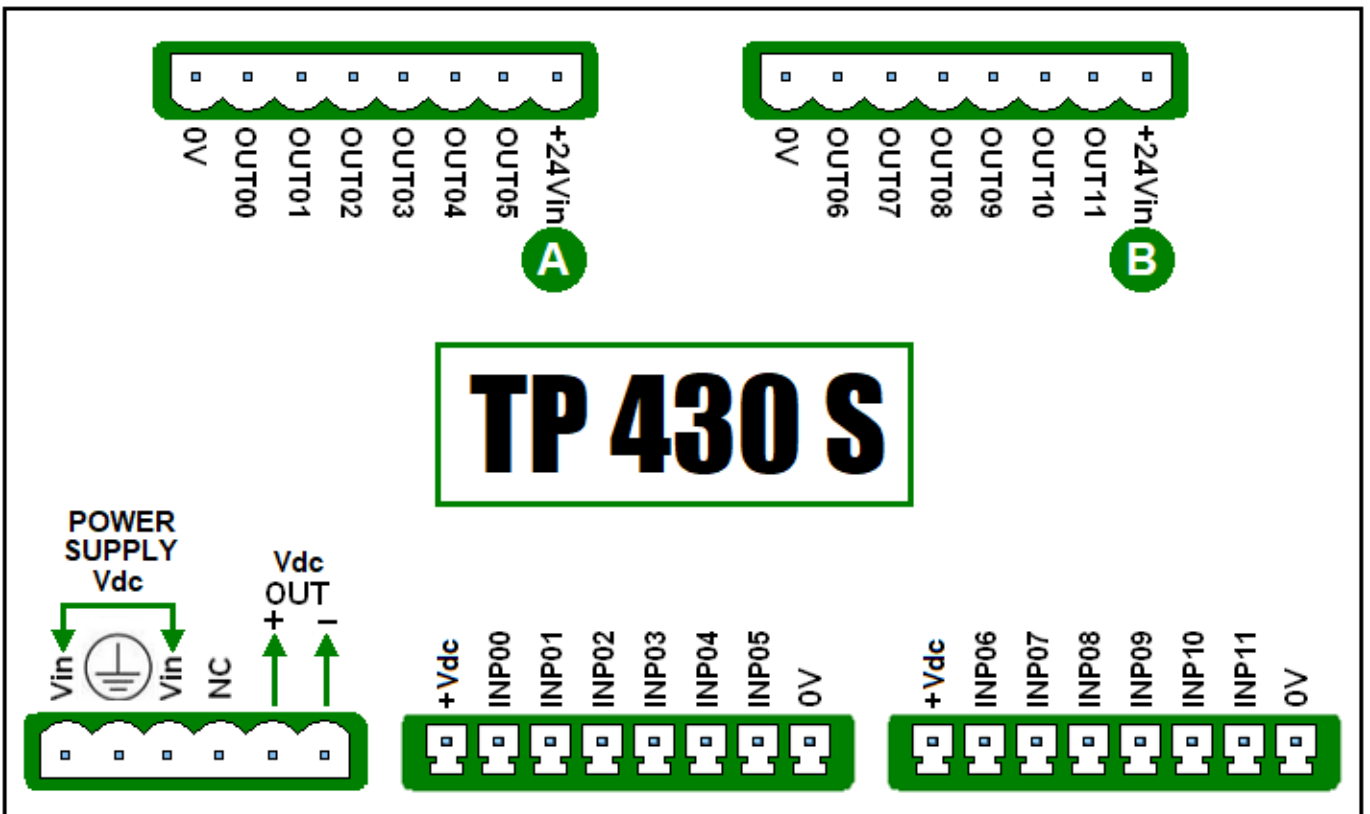 0V OUT00 OUT01 OUT02 OUT03 OUT04 OUT05 +24Vin
A
0V OUT06 OUT07 OUT08 OUT09 OUT10 OUT11 +24Vin
B
TP 430 S
POWER
SUPPLY
Vdc
Vin Vin NC
Vdc
OUT
+ −
+Vdc INP00 INP01 INP02 INP03 INP04 INP05 0V
+Vdc INP06 INP07 INP08 INP09 INP10 INP11 0V